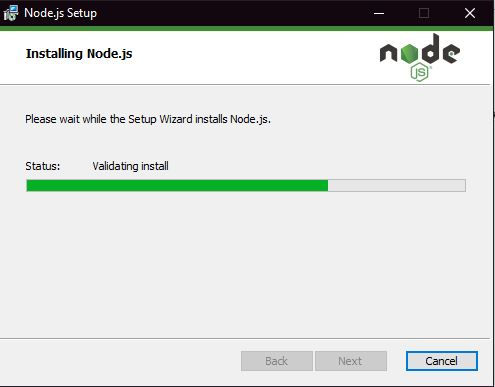 Node.js Setup
Installing Node.js
node
JS
Please wait while the Setup Wizard installs Node.js.
Status: Validating install
Back Next Cancel